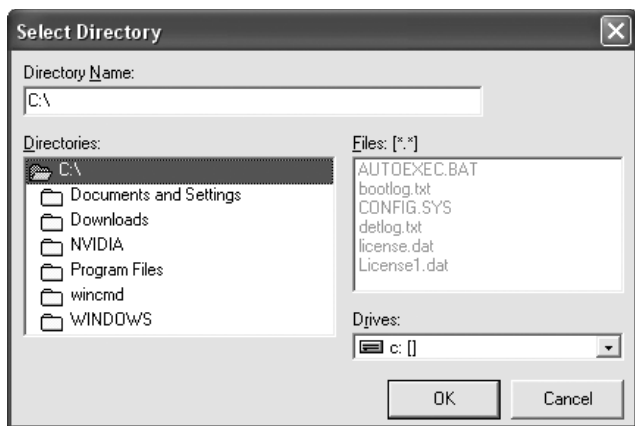 Select Directory
Directory Name:
C:\
Directories:
C:\
Documents and Settings
Downloads
NVIDIA
Program Files
wincmd
WINDOWS
Files: [*.*]
AUTOEXEC.BAT
bootlog.txt
CONFIG.SYS
detlog.txt
license.dat
License1.dat
Drives:
c: []
OK
Cancel